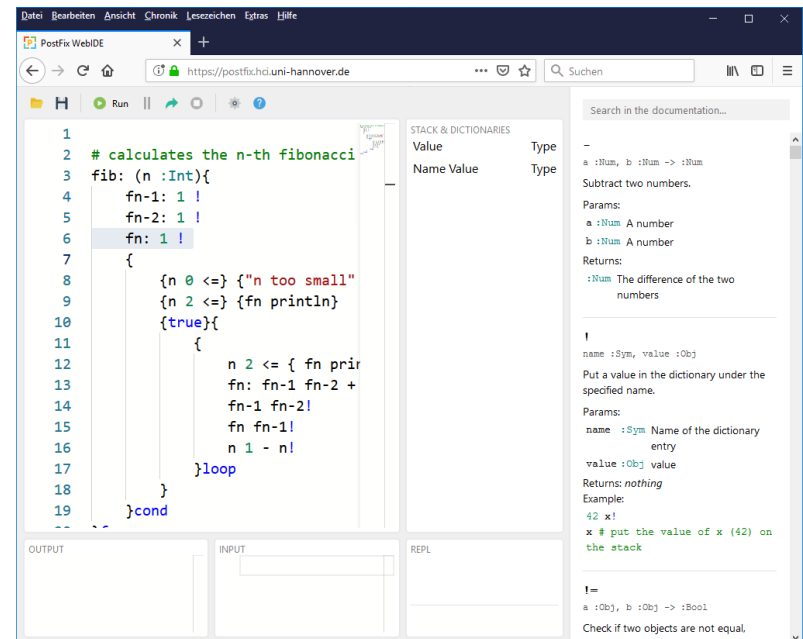 Datei Bearbeiten Ansicht Chronik Lesezeichen Extras Hilfe
PostFix WebIDE
https://postfix.hci.uni-hannover.de
Suchen
Run
Search in the documentation...
1
2 # calculates the n-th fibonacci
3 fib: (n :Int){
4 fn-1: 1 !
5 fn-2: 1 !
6 fn: 1 !
7 {
8 {n 0 <=} {"n too small"
9 {n 2 <=} {fn println}
10 {true}{
11 {
12 n 2 <= { fn prin
13 fn: fn-1 fn-2 +
14 fn-1 fn-2!
15 fn fn-1!
16 n 1 - n!
17 }loop
18 }
19 }cond
STACK & DICTIONARIES
Value Type
Name Value Type
OUTPUT
INPUT
REPL
-
a :Num, b :Num -> :Num
Subtract two numbers.
Params:
a :Num A number
b :Num A number
Returns:
:Num The difference of the two
numbers
!
name :Sym, value :Obj
Put a value in the dictionary under the
specified name.
Params:
name :Sym Name of the dictionary
entry
value :Obj value
Returns: nothing
Example:
42 x!
x # put the value of x (42) on
the stack
!=
a :Obj, b :Obj -> :Bool
Check if two objects are not equal,